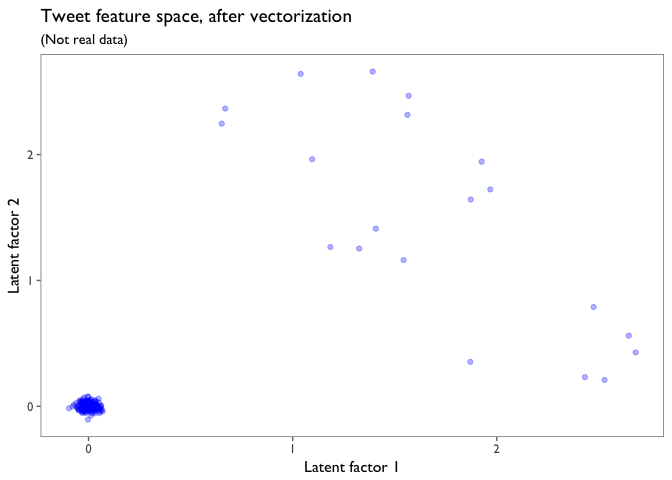 Tweet feature space, after vectorization
(Not real data)
Latent factor 2
2
1
0
0
1
2
Latent factor 1